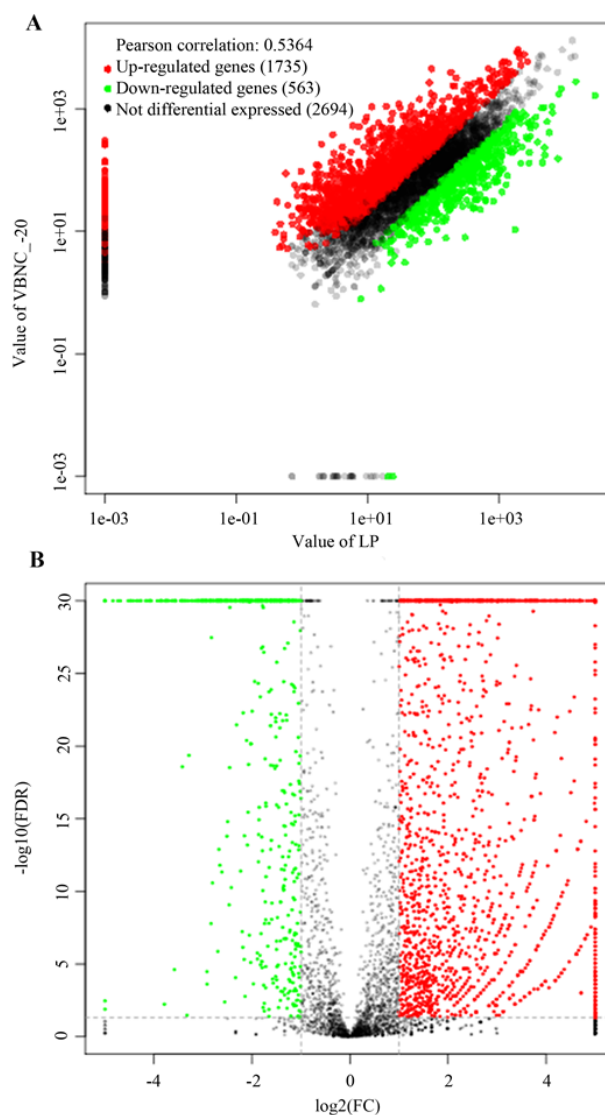 A
Pearson correlation: 0.5364
Up-regulated genes (1735)
Down-regulated genes (563)
Not differential expressed (2694)
Value of VBNC_-20
1e+03
1e+01
1e-01
1e-03
1e-03 1e-01 1e+01 1e+03
Value of LP
B
-log10(FDR)
30
25
20
15
10
5
0
-4 -2 0 2 4
log2(FC)